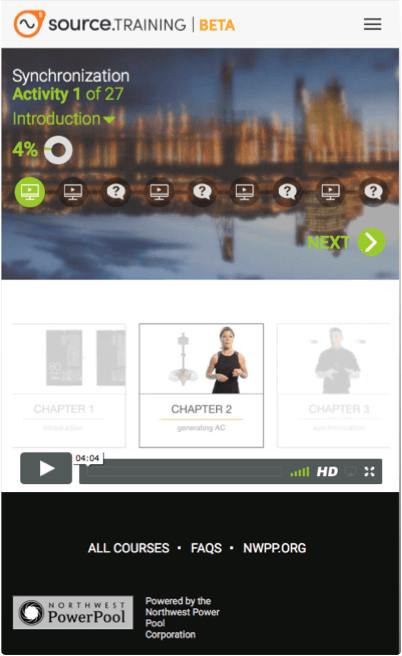 source.TRAINING | BETA
Synchronization
Activity 1 of 27
Introduction
4%
NEXT
CHAPTER 1
introduction
CHAPTER 2
generating AC
CHAPTER 3
synchronization
04:04
HD
ALL COURSES • FAQS • NWPP.ORG
NORTHWEST
PowerPool
Powered by the
Northwest Power
Pool
Corporation